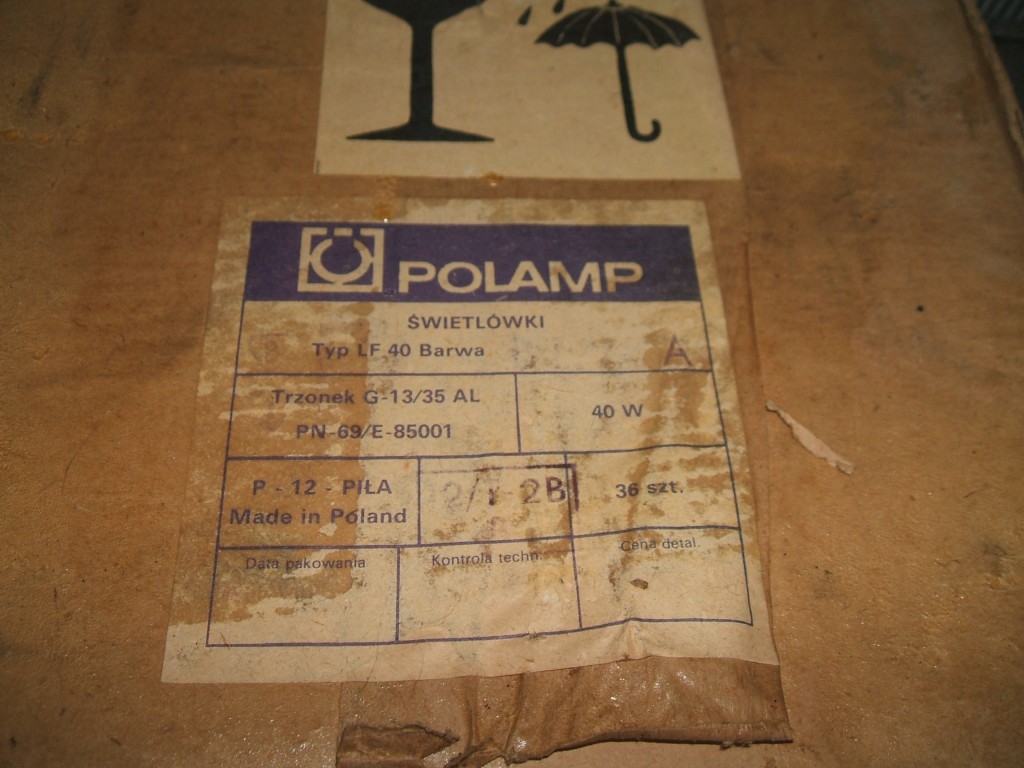 POLAMP
ŚWIETLÓWKI
Typ LF 40 Barwa A
Trzonek G-13/35 AL
PN-69/E-85001
40 W
P - 12 - PIŁA
Made in Poland
2B
36 szt.
Data pakowania
Kontrola techn.
Cena detal.